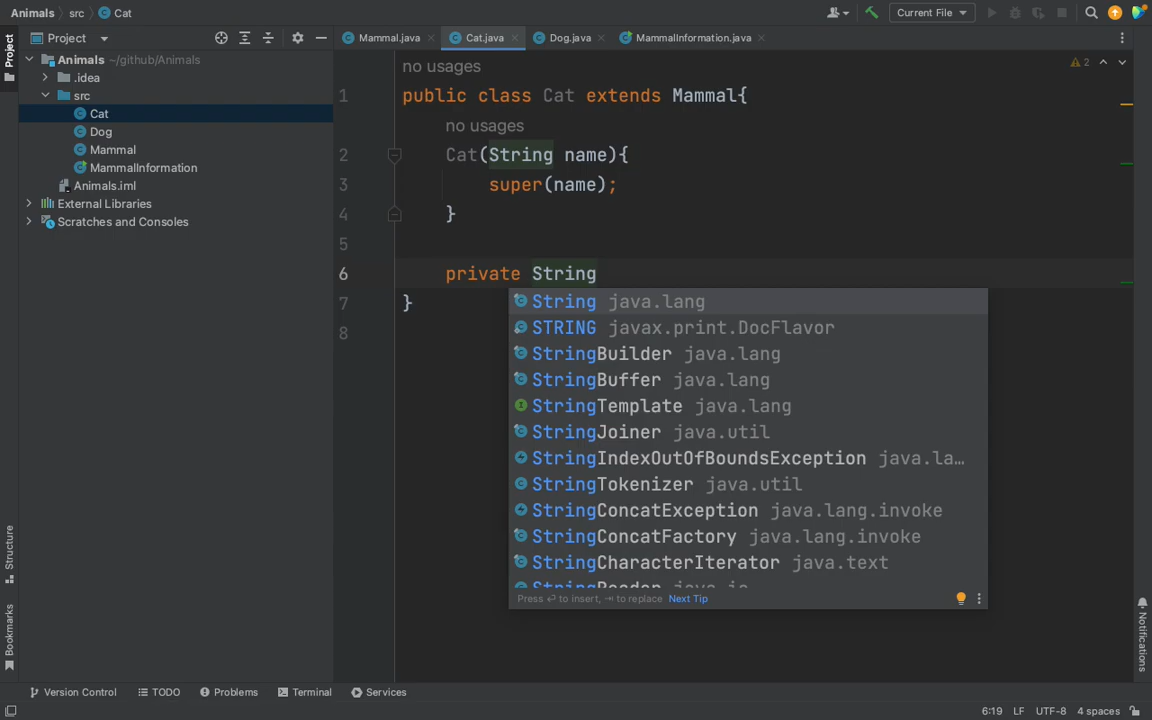 Animals src Cat
Current File
Project
Mammal.java Cat.java Dog.java MammalInformation.java
Project
Animals ~/github/Animals
.idea
src
Cat
Dog
Mammal
MammalInformation
Animals.iml
External Libraries
Scratches and Consoles
Structure
Bookmarks
no usages
2
1 public class Cat extends Mammal{
no usages
2 Cat(String name){
3 super(name);
4 }
5
6 private String
7 }
8
String java.lang
STRING javax.print.DocFlavor
StringBuilder java.lang
StringBuffer java.lang
StringTemplate java.lang
StringJoiner java.util
StringIndexOutOfBoundsException java.la…
StringTokenizer java.util
StringConcatException java.lang.invoke
StringConcatFactory java.lang.invoke
StringCharacterIterator java.text
StringReader java.io
Press ⏎ to insert, ⇥ to replace Next Tip
Notifications
Version Control TODO Problems Terminal Services
6:19 LF UTF-8 4 spaces